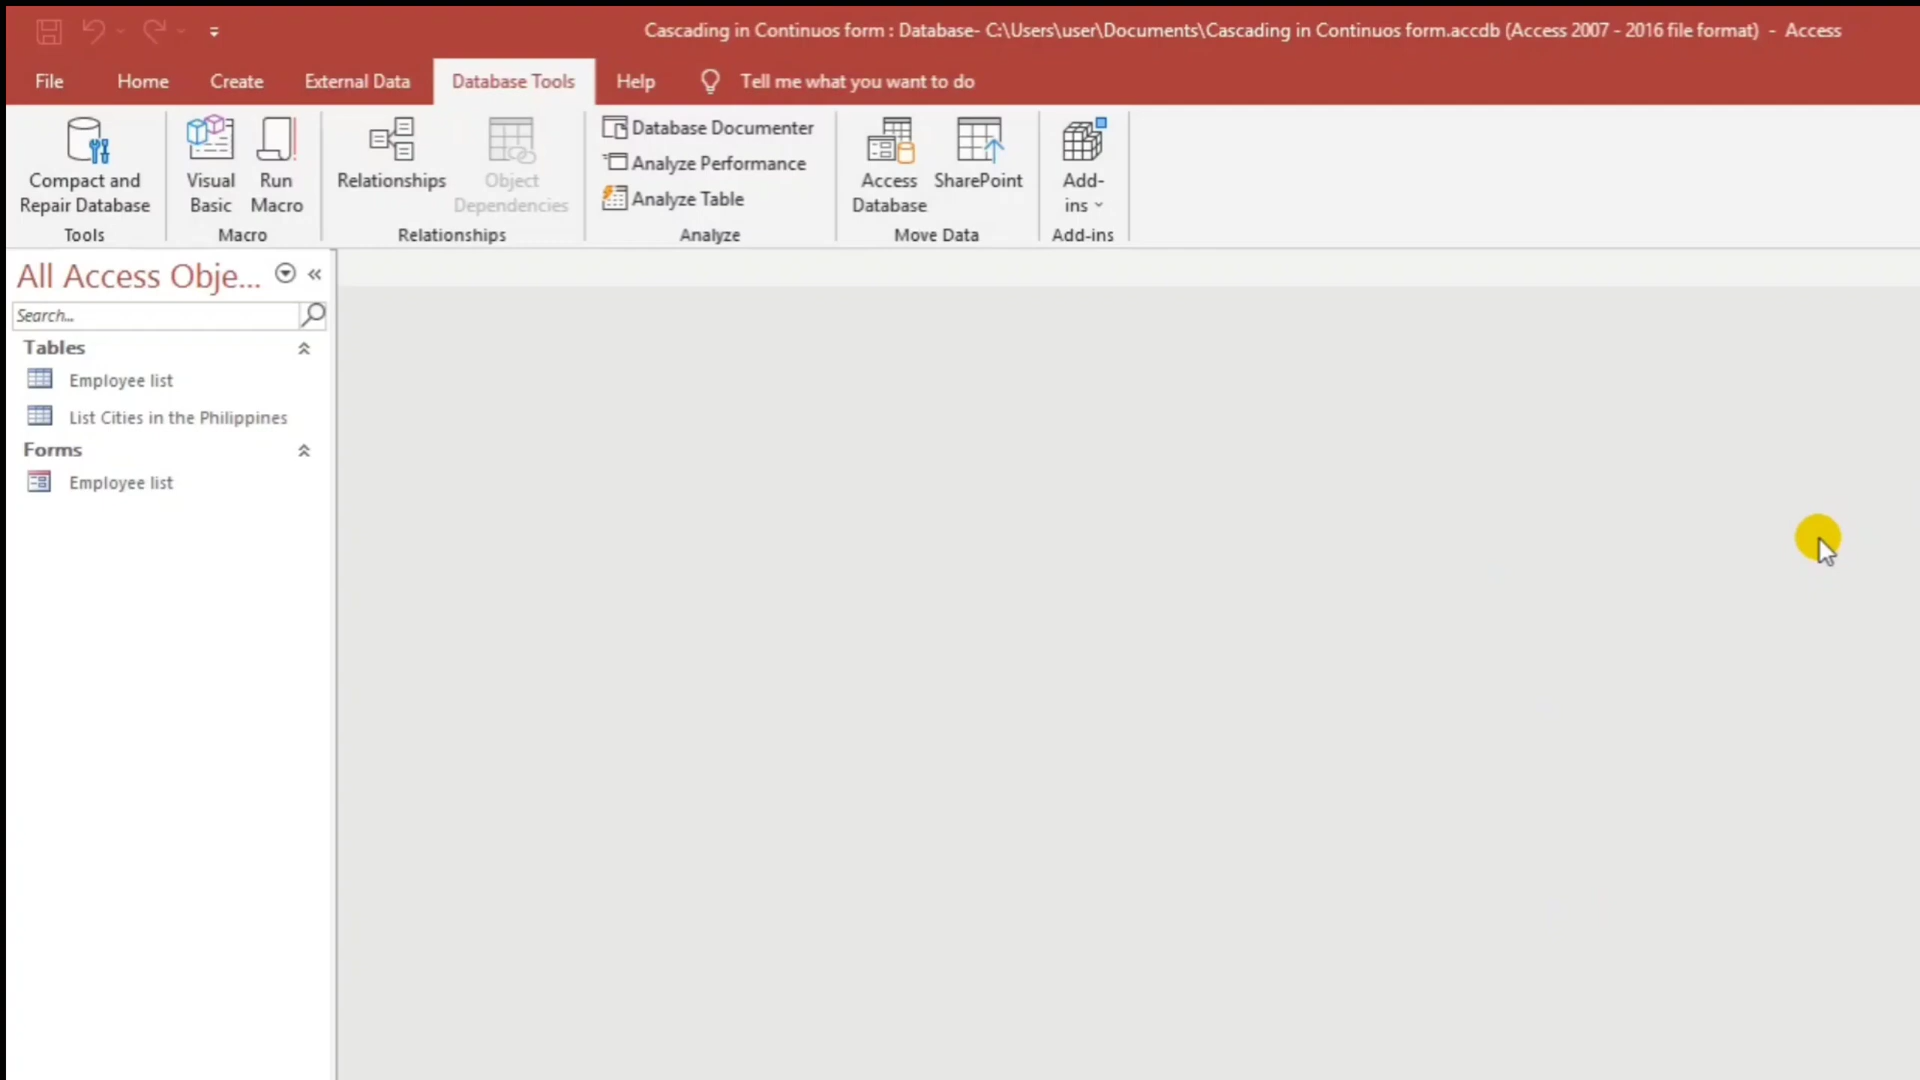 Cascading in Continuos form : Database- C:\Users\user\Documents\Cascading in Continuos form.accdb (Access 2007 - 2016 file format) - Access
File Home Create External Data Database Tools Help Tell me what you want to do
Compact and
Repair Database
Tools
Visual
Basic
Run
Macro
Macro
Relationships
Object
Dependencies
Relationships
Database Documenter
Analyze Performance
Analyze Table
Analyze
Access
Database
SharePoint
Move Data
Add-
ins
Add-ins
All Access Obje...
Search...
Tables
Employee list
List Cities in the Philippines
Forms
Employee list